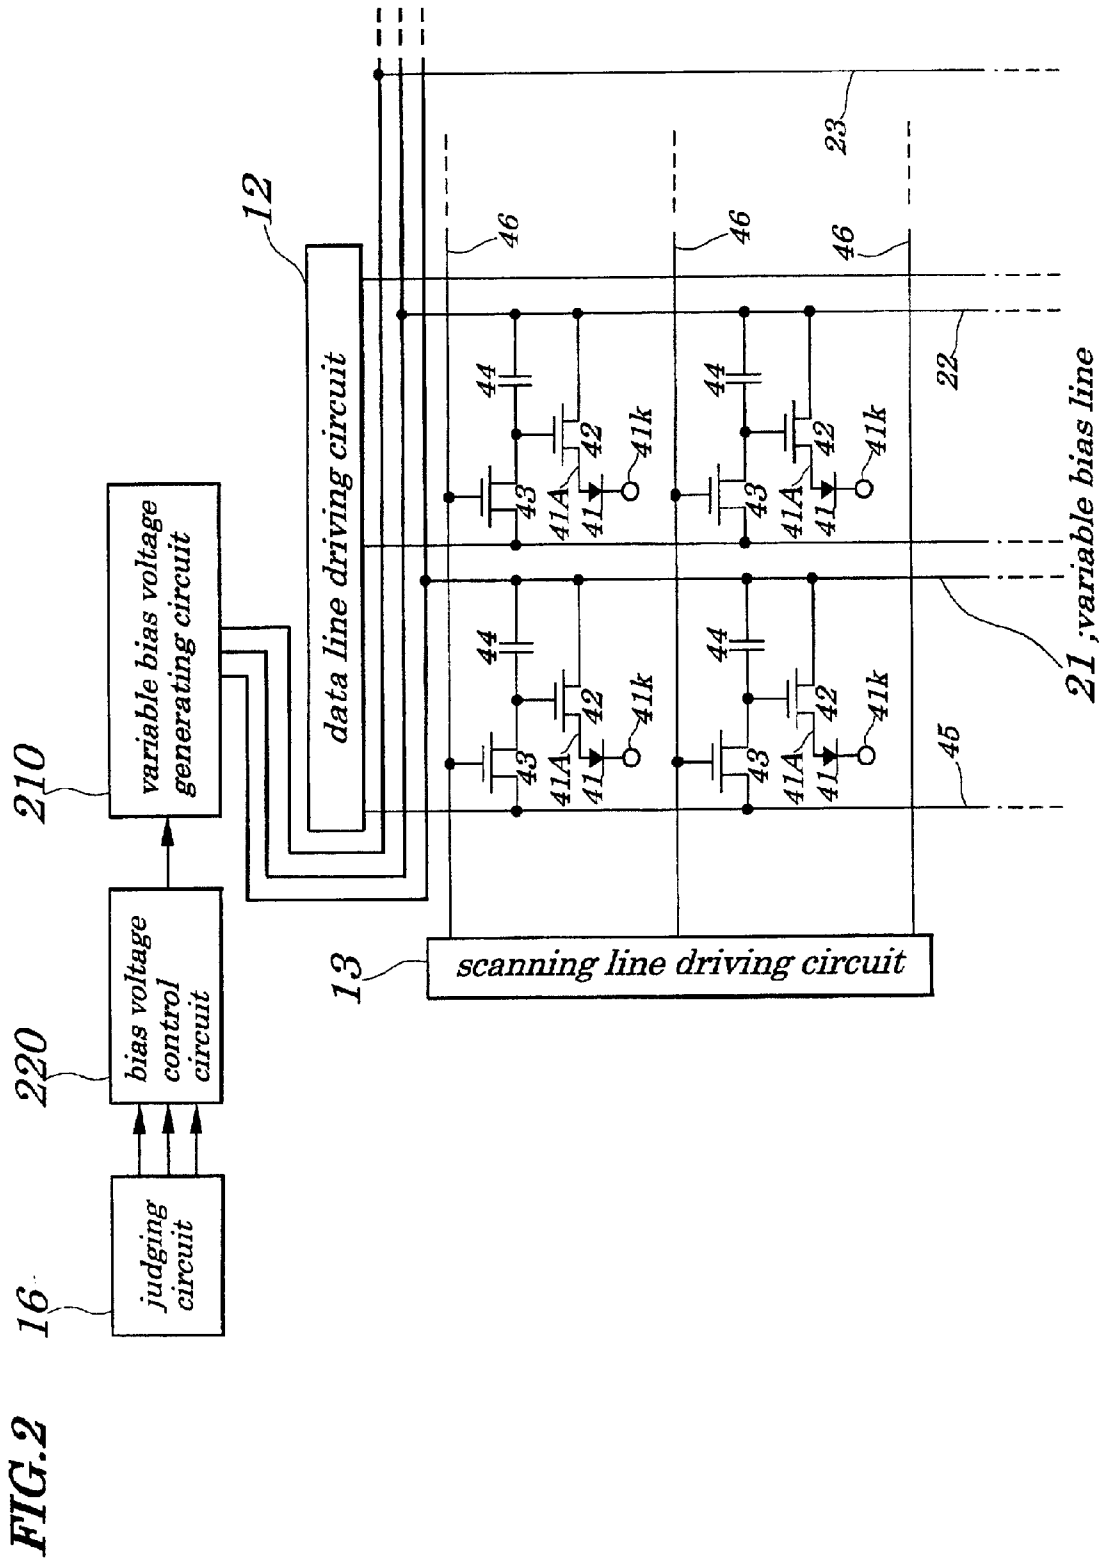 FIG.2
16
judging
circuit
220
bias voltage
control
circuit
210
variable bias voltage
generating circuit
12
data line driving circuit
13
scanning line driving circuit
46
44
44
43
42
41A
41
41k
43
42
41A
41
41k
46
44
44
43
42
41A
41
41k
43
42
41A
41
41k
46
45
22
23
21 ;variable bias line